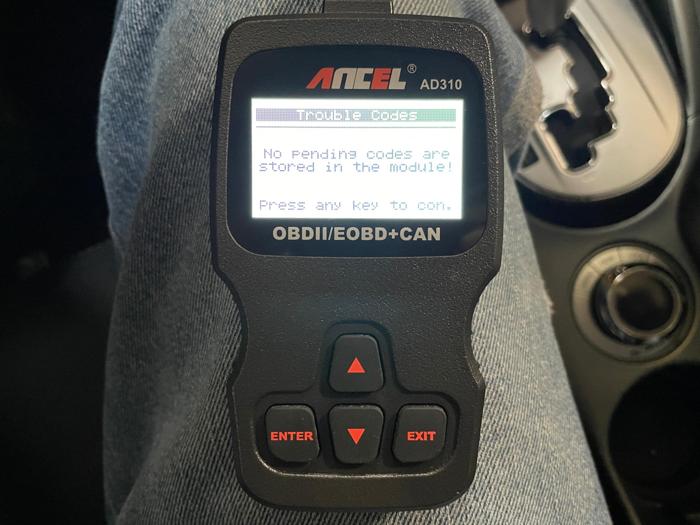 ANCEL®
AD310
Trouble Codes
No pending codes are
stored in the module!
Press any key to con.
OBDII/EOBD+CAN
ENTER
EXIT